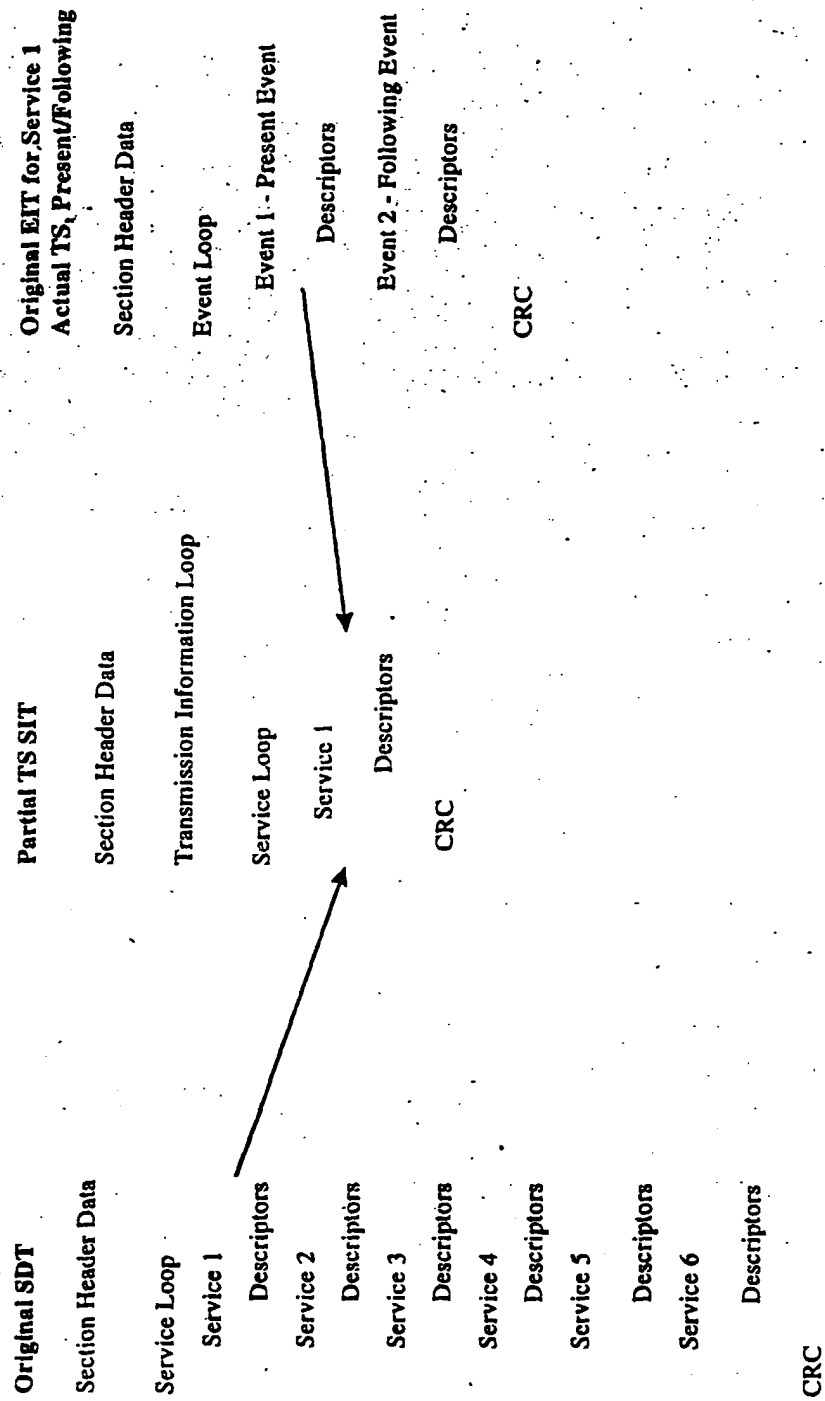 Original SDT
Section Header Data
Service Loop
Service 1
Descriptors
Service 2
Descriptors
Service 3
Descriptors
Service 4
Descriptors
Service 5
Descriptors
Service 6
Descriptors
CRC
Partial TS SIT
Section Header Data
Transmission Information Loop
Service Loop
Service 1
Descriptors
CRC
Original EIT for Service 1
Actual TS, Present/Following
Section Header Data
Event Loop
Event 1 - Present Event
Descriptors
Event 2 - Following Event
Descriptors
CRC